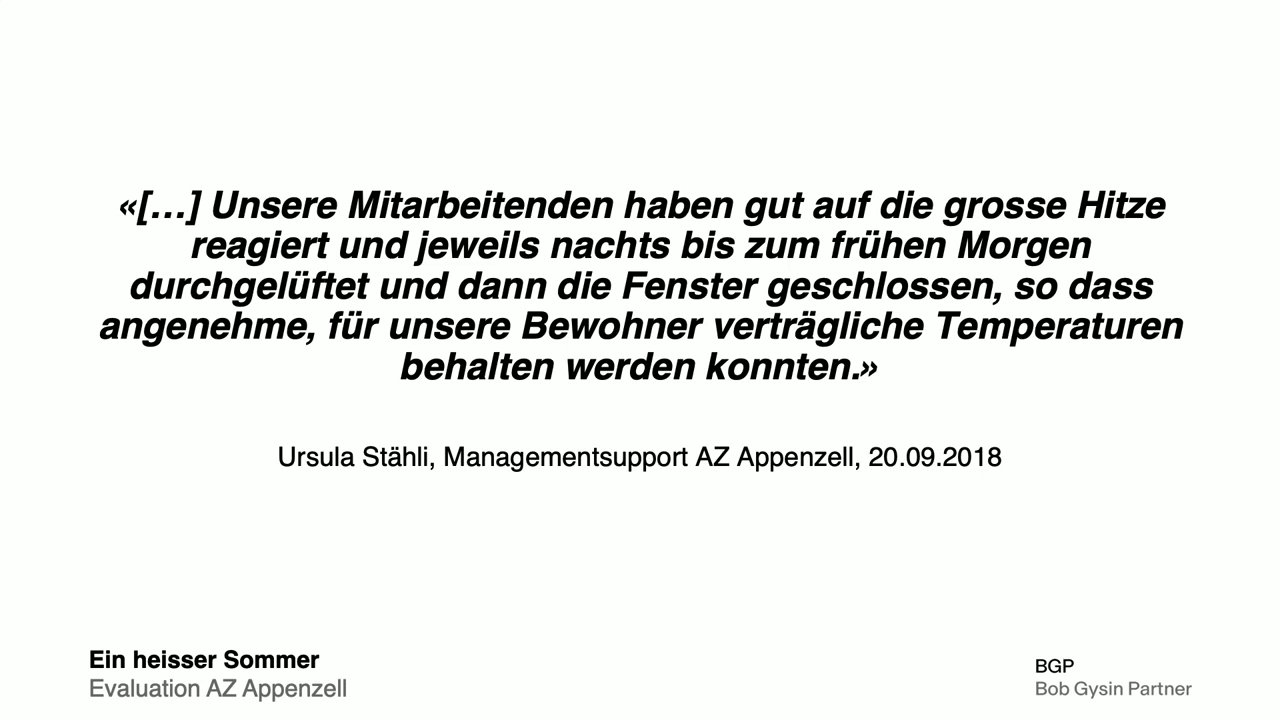 «[…] Unsere Mitarbeitenden haben gut auf die grosse Hitze
reagiert und jeweils nachts bis zum frühen Morgen
durchgelüftet und dann die Fenster geschlossen, so dass
angenehme, für unsere Bewohner verträgliche Temperaturen
behalten werden konnten.»
Ursula Stähli, Managementsupport AZ Appenzell, 20.09.2018
Ein heisser Sommer
Evaluation AZ Appenzell
BGP
Bob Gysin Partner